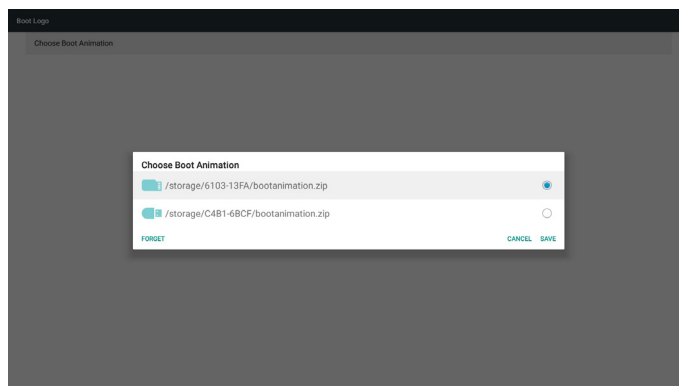 Boot Logo
Choose Boot Animation
Choose Boot Animation
/storage/6103-13FA/bootanimation.zip
/storage/C4B1-6BCF/bootanimation.zip
FORGET CANCEL SAVE